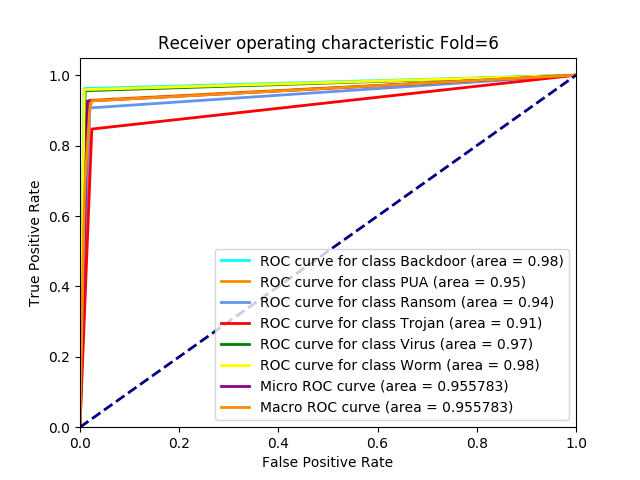 Receiver operating characteristic Fold=6
True Positive Rate
1.0
0.8
0.6
0.4
0.2
0.0
ROC curve for class Backdoor (area = 0.98)
ROC curve for class PUA (area = 0.95)
ROC curve for class Ransom (area = 0.94)
ROC curve for class Trojan (area = 0.91)
ROC curve for class Virus (area = 0.97)
ROC curve for class Worm (area = 0.98)
Micro ROC curve (area = 0.955783)
Macro ROC curve (area = 0.955783)
0.0 0.2 0.4 0.6 0.8 1.0
False Positive Rate